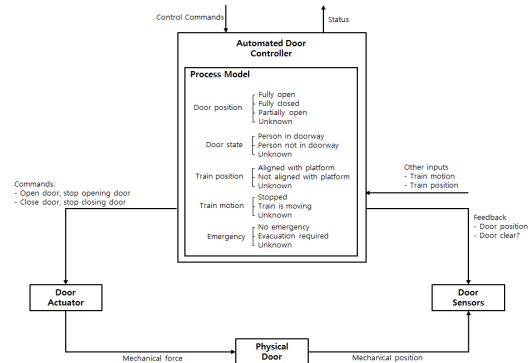 Control Commands
Status
Automated Door
Controller
Process Model
Door position
Fully open
Fully closed
Partially open
Unknown
Door state
Person in doorway
Person not in doorway
Unknown
Train position
Aligned with platform
Not aligned with platform
Unknown
Train motion
Stopped
Train is moving
Unknown
Emergency
No emergency
Evacuation required
Unknown
Commands:
- Open door, stop opening door
- Close door, stop closing door
Other inputs
- Train motion
- Train position
Feedback
- Door position
- Door clear?
Door
Actuator
Door
Sensors
Physical
Door
Mechanical force
Mechanical position